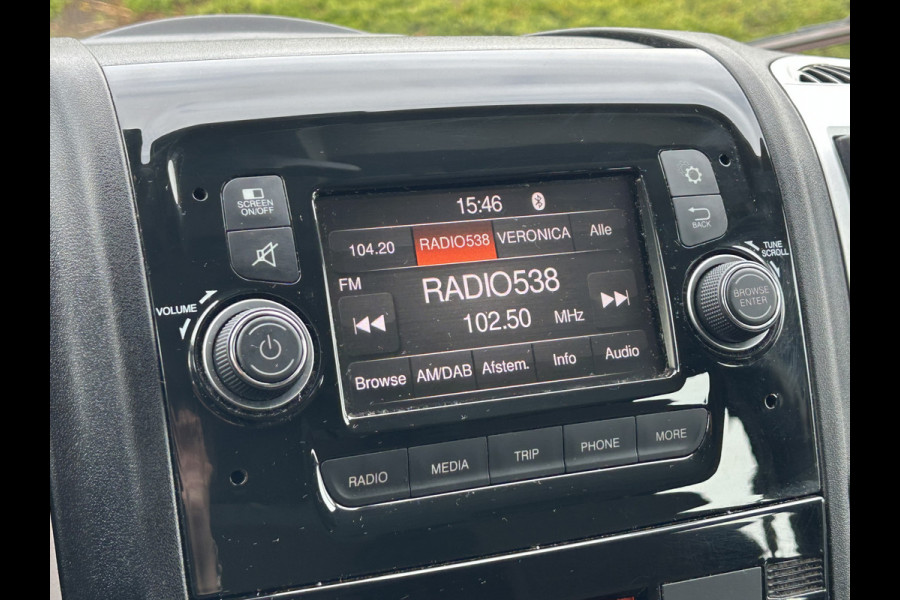 SCREEN
ON/OFF
VOLUME
15:46
104.20 RADIO538 VERONICA Alle
FM
RADIO538
102.50 MHz
Browse AM/DAB Afstem. Info Audio
BACK
TUNE
SCROLL
BROWSE
ENTER
RADIO MEDIA TRIP PHONE MORE